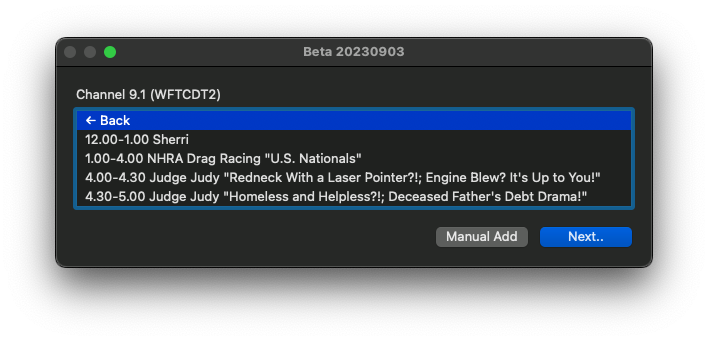 Beta 20230903
Channel 9.1 (WFTCDT2)
← Back
12.00-1.00 Sherri
1.00-4.00 NHRA Drag Racing "U.S. Nationals"
4.00-4.30 Judge Judy "Redneck With a Laser Pointer?!; Engine Blew? It's Up to You!"
4.30-5.00 Judge Judy "Homeless and Helpless?!; Deceased Father's Debt Drama!"
Manual Add
Next..